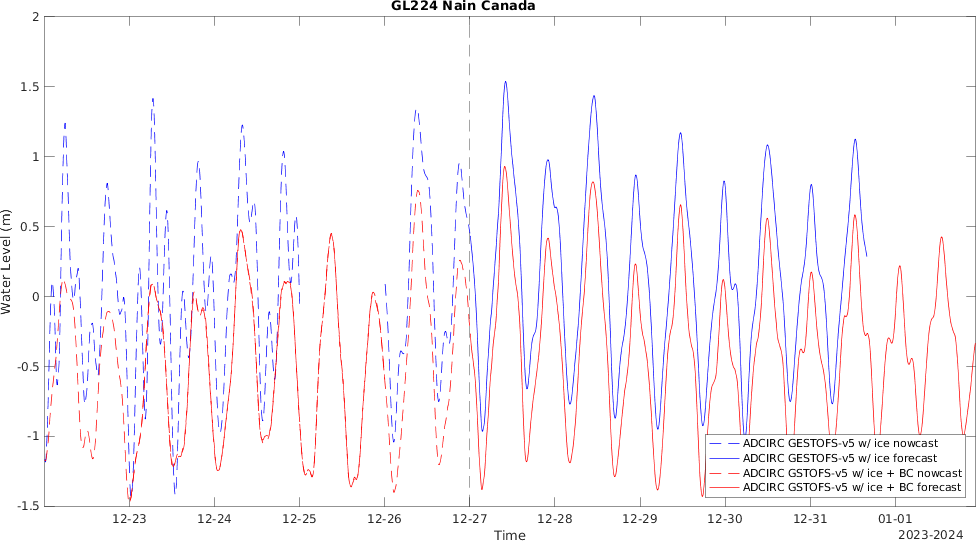 GL224 Nain Canada
Water Level (m)
2
1.5
1
0.5
0
-0.5
-1
-1.5
12-23 12-24 12-25 12-26 12-27 12-28 12-29 12-30 12-31 01-01
Time
2023-2024
ADCIRC GESTOFS-v5 w/ ice nowcast
ADCIRC GESTOFS-v5 w/ ice forecast
ADCIRC GSTOFS-v5 w/ ice + BC nowcast
ADCIRC GSTOFS-v5 w/ ice + BC forecast